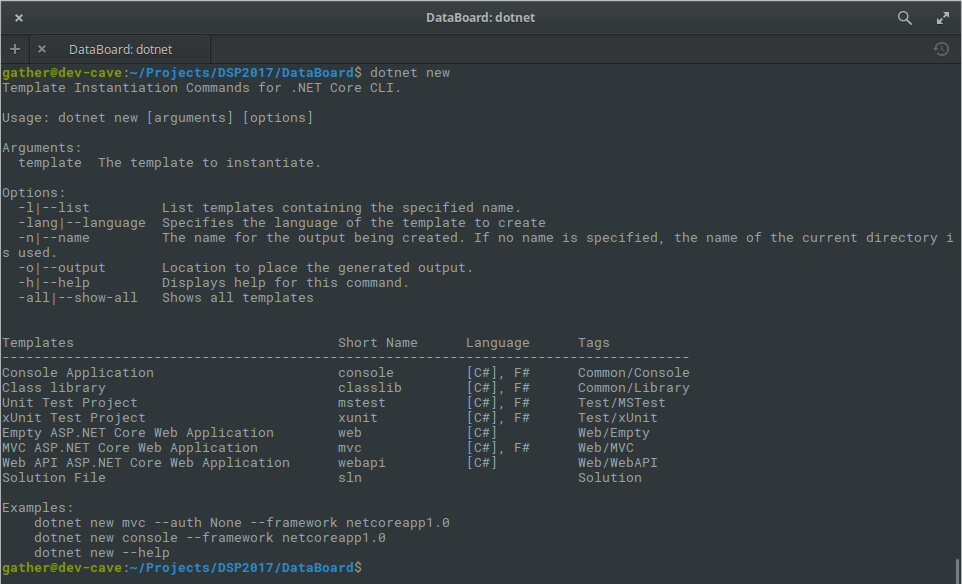 DataBoard: dotnet
DataBoard: dotnet
gather@dev-cave:~/Projects/DSP2017/DataBoard$ dotnet new
Template Instantiation Commands for .NET Core CLI.
Usage: dotnet new [arguments] [options]
Arguments:
  template  The template to instantiate.
Options:
  -l|--list         List templates containing the specified name.
  -lang|--language  Specifies the language of the template to create
  -n|--name         The name for the output being created. If no name is specified, the name of the current directory i
s used.
  -o|--output       Location to place the generated output.
  -h|--help         Displays help for this command.
  -all|--show-all   Shows all templates
Templates                                 Short Name      Language      Tags
--------------------------------------------------------------------------------------
Console Application                       console         [C#], F#      Common/Console
Class library                             classlib        [C#], F#      Common/Library
Unit Test Project                         mstest          [C#], F#      Test/MSTest
xUnit Test Project                        xunit           [C#], F#      Test/xUnit
Empty ASP.NET Core Web Application        web             [C#]          Web/Empty
MVC ASP.NET Core Web Application          mvc             [C#], F#      Web/MVC
Web API ASP.NET Core Web Application      webapi          [C#]          Web/WebAPI
Solution File                             sln                           Solution
Examples:
    dotnet new mvc --auth None --framework netcoreapp1.0
    dotnet new console --framework netcoreapp1.0
    dotnet new --help
gather@dev-cave:~/Projects/DSP2017/DataBoard$